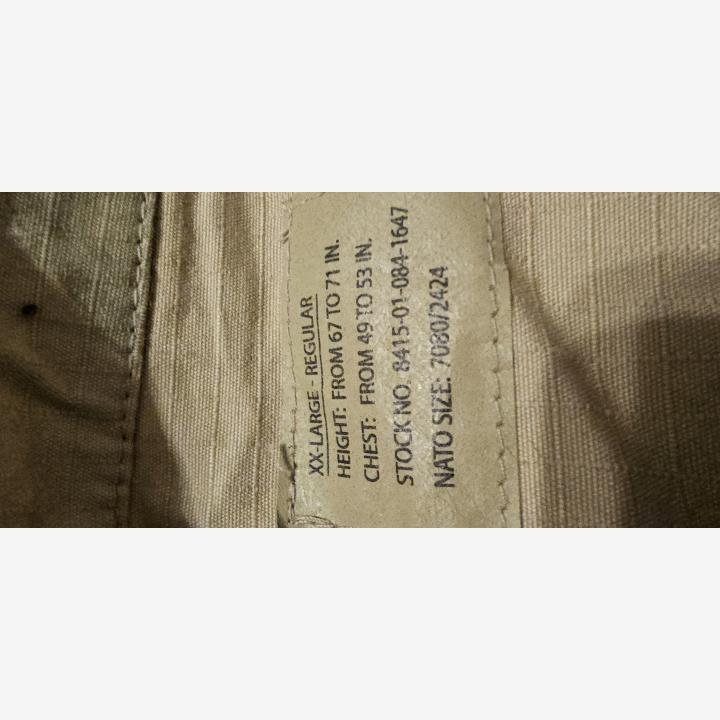 XX-LARGE - REGULAR
HEIGHT: FROM 67 TO 71 IN.
CHEST: FROM 49 TO 53 IN.
STOCK NO. 8415-01-084-1647
NATO SIZE: 7080/2424